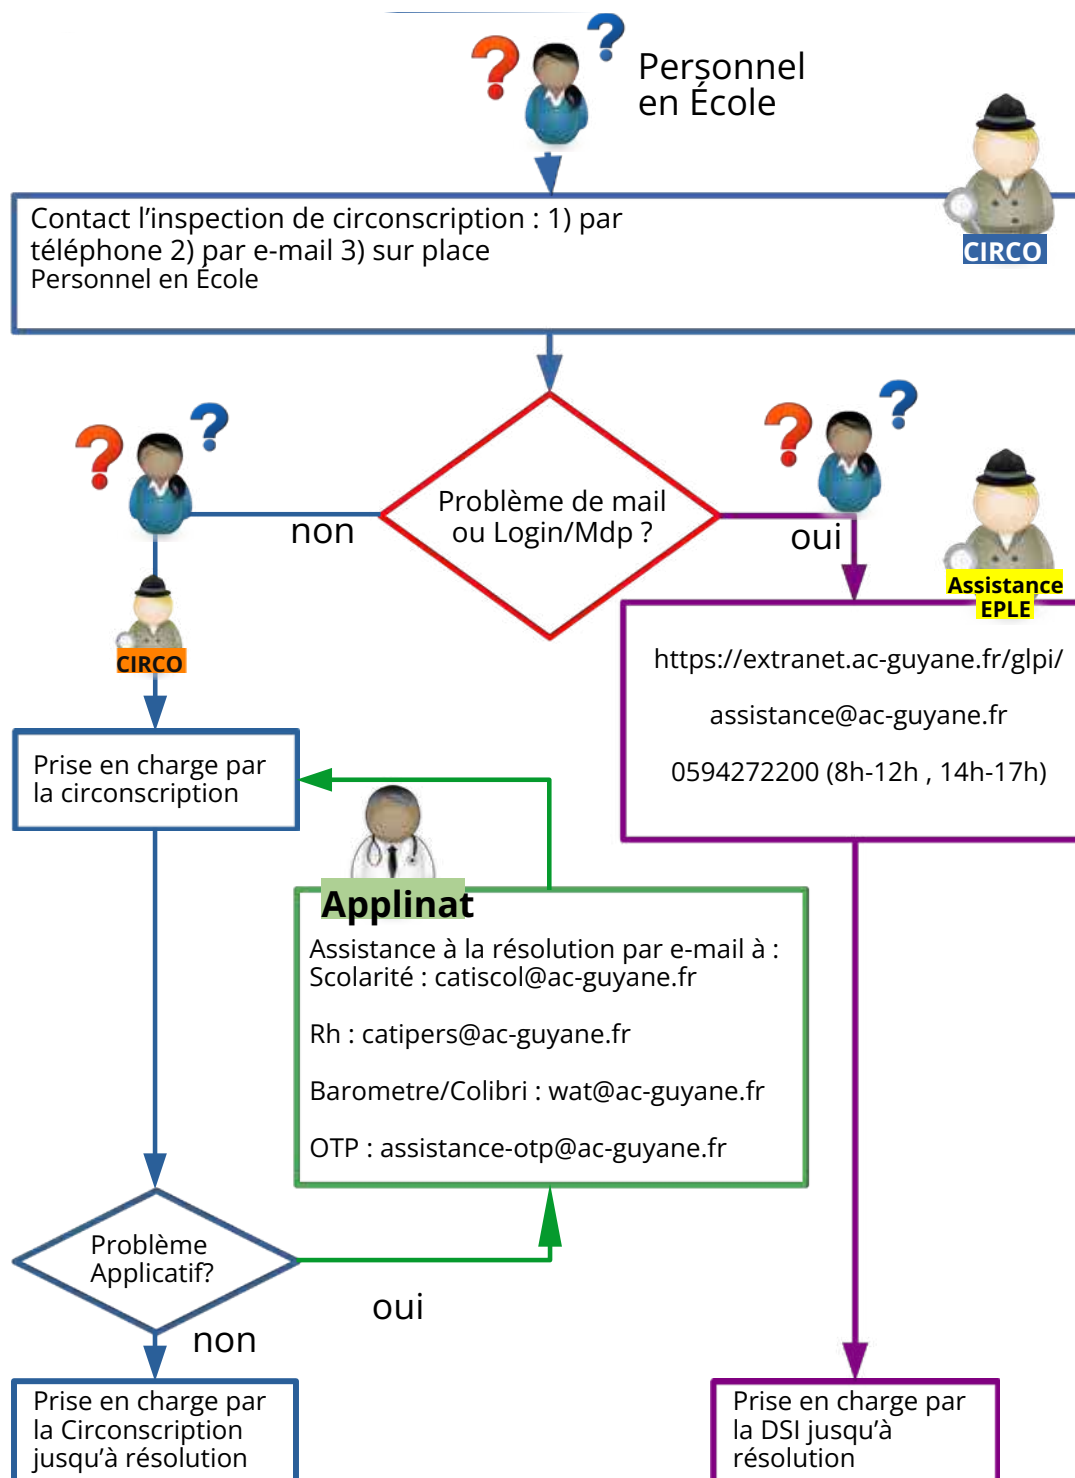 Personnel
en École
Contact l’inspection de circonscription : 1) par
téléphone 2) par e-mail 3) sur place
Personnel en École
CIRCO
Problème de mail
ou Login/Mdp ?
non
oui
CIRCO
Assistance
EPLE
https://extranet.ac-guyane.fr/glpi/
assistance@ac-guyane.fr
0594272200 (8h-12h , 14h-17h)
Prise en charge par
la circonscription
Applinat
Assistance à la résolution par e-mail à :
Scolarité : catiscol@ac-guyane.fr
Rh : catipers@ac-guyane.fr
Barometre/Colibri : wat@ac-guyane.fr
OTP : assistance-otp@ac-guyane.fr
Problème
Applicatif?
oui
non
Prise en charge par
la Circonscription
jusqu’à résolution
Prise en charge par
la DSI jusqu’à
résolution